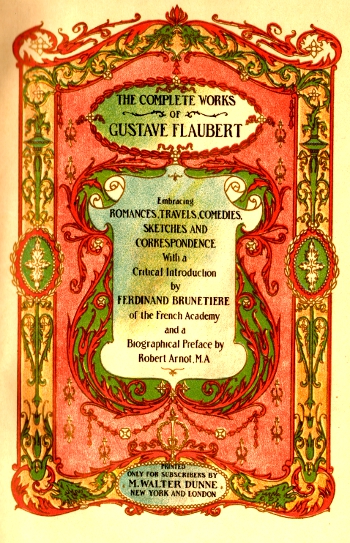 THE COMPLETE WORKS
OF
GUSTAVE FLAUBERT
Embracing
ROMANCES, TRAVELS, COMEDIES,
SKETCHES AND
CORRESPONDENCE
With a
Critical Introduction
by
FERDINAND BRUNETIERE
of the French Academy
and a
Biographical Preface by
Robert Arnot, M.A
PRINTED
ONLY FOR SUBSCRIBERS BY
M. WALTER DUNNE
NEW YORK AND LONDON